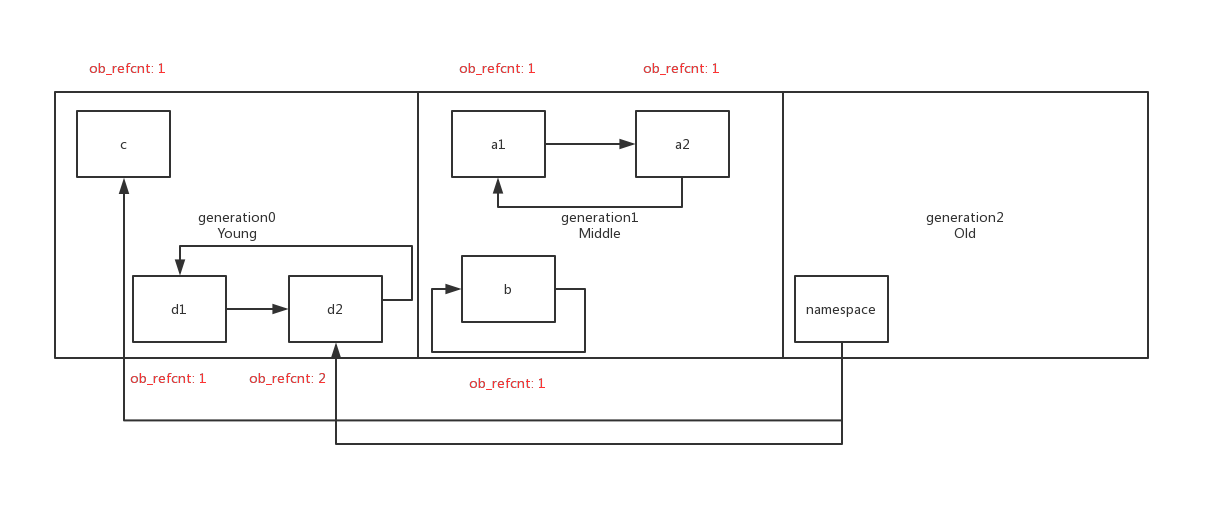 ob_refcnt: 1
ob_refcnt: 1
ob_refcnt: 1
c
a1
a2
generation0
Young
generation1
Middle
generation2
Old
d1
d2
b
namespace
ob_refcnt: 1
ob_refcnt: 2
ob_refcnt: 1